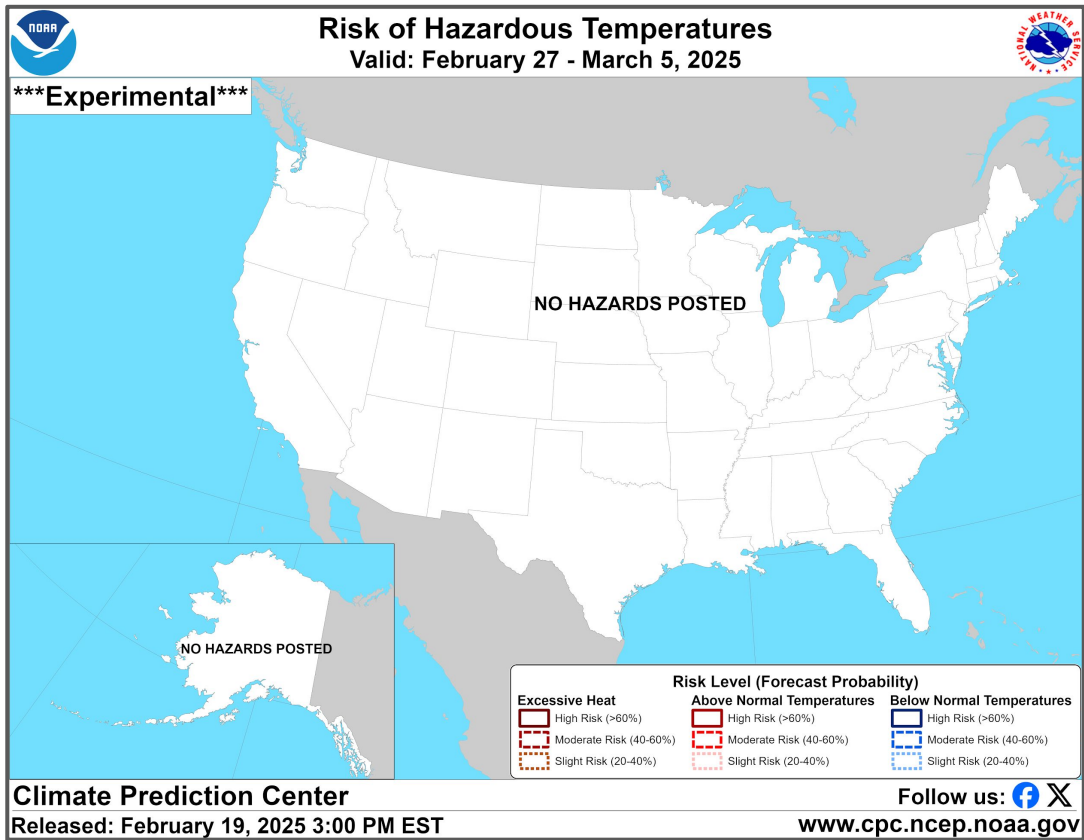 NOAA
Risk of Hazardous Temperatures
Valid: February 27 - March 5, 2025
NATIONAL WEATHER SERVICE
***Experimental***
NO HAZARDS POSTED
NO HAZARDS POSTED
Risk Level (Forecast Probability)
Excessive Heat Above Normal Temperatures Below Normal Temperatures
High Risk (>60%) High Risk (>60%) High Risk (>60%)
Moderate Risk (40-60%) Moderate Risk (40-60%) Moderate Risk (40-60%)
Slight Risk (20-40%) Slight Risk (20-40%) Slight Risk (20-40%)
Climate Prediction Center
Follow us:
Released: February 19, 2025 3:00 PM EST
www.cpc.ncep.noaa.gov